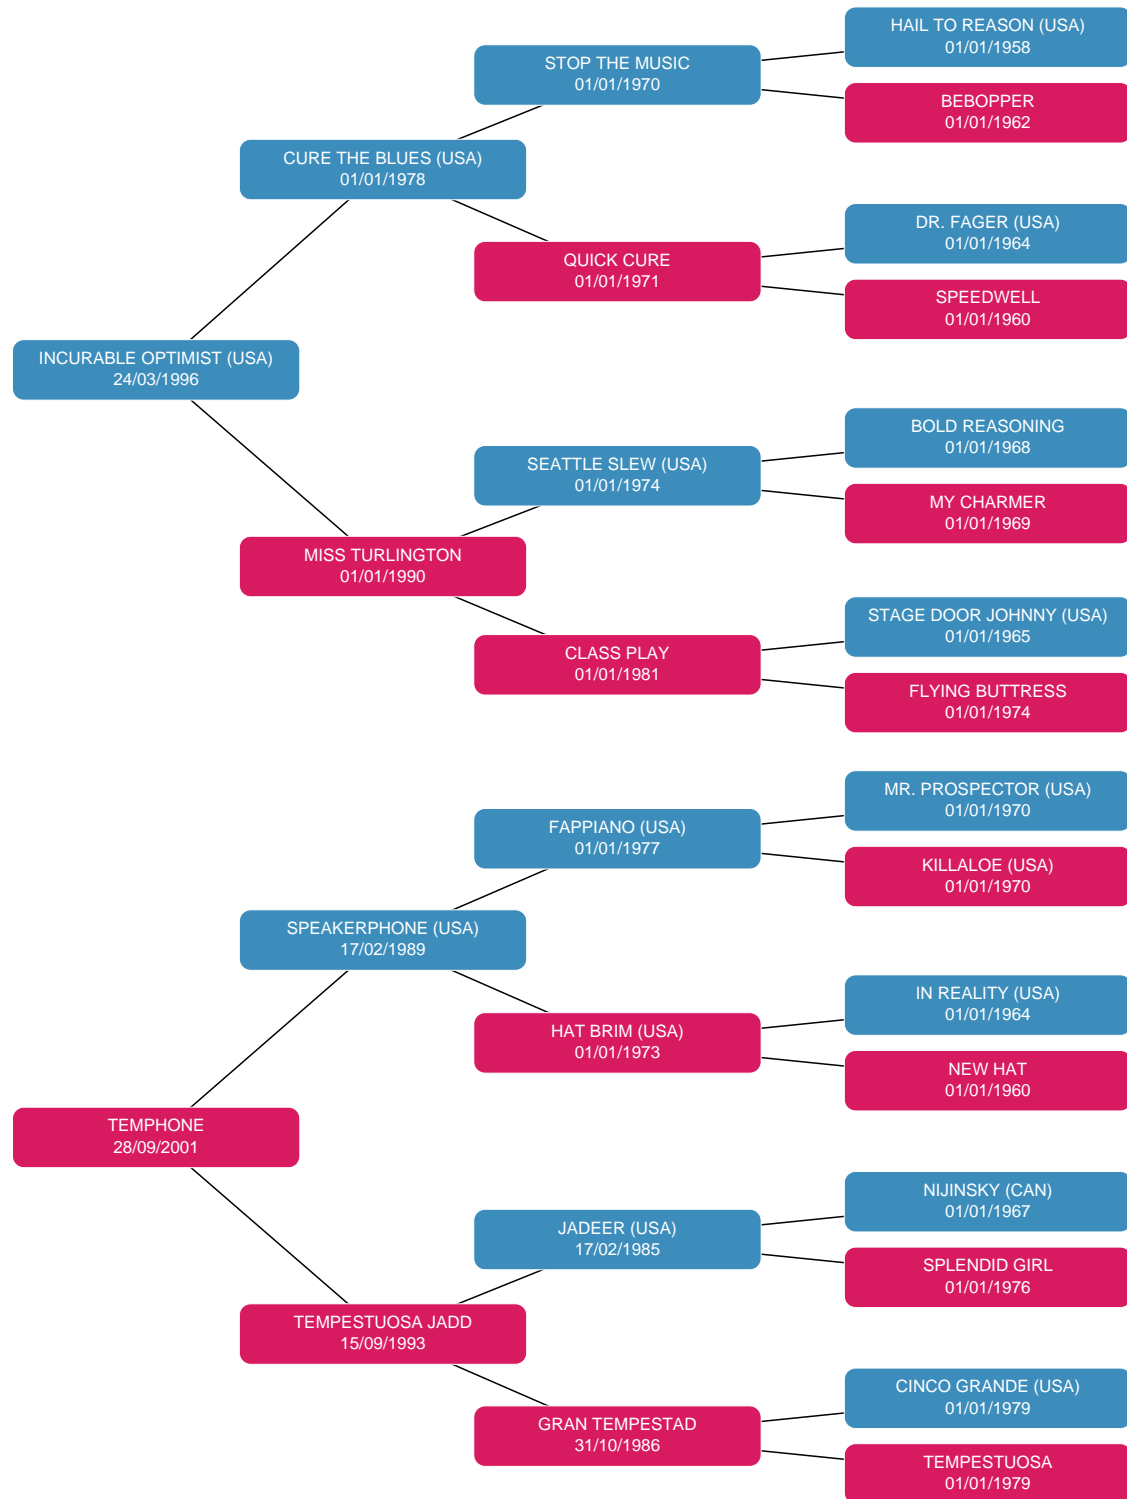 HAIL TO REASON (USA)
01/01/1958
STOP THE MUSIC
01/01/1970
BEBOPPER
01/01/1962
CURE THE BLUES (USA)
01/01/1978
DR. FAGER (USA)
01/01/1964
QUICK CURE
01/01/1971
SPEEDWELL
01/01/1960
INCURABLE OPTIMIST (USA)
24/03/1996
BOLD REASONING
01/01/1968
SEATTLE SLEW (USA)
01/01/1974
MY CHARMER
01/01/1969
MISS TURLINGTON
01/01/1990
STAGE DOOR JOHNNY (USA)
01/01/1965
CLASS PLAY
01/01/1981
FLYING BUTTRESS
01/01/1974
MR. PROSPECTOR (USA)
01/01/1970
FAPPIANO (USA)
01/01/1977
KILLALOE (USA)
01/01/1970
SPEAKERPHONE (USA)
17/02/1989
IN REALITY (USA)
01/01/1964
HAT BRIM (USA)
01/01/1973
NEW HAT
01/01/1960
TEMPHONE
28/09/2001
NIJINSKY (CAN)
01/01/1967
JADEER (USA)
17/02/1985
SPLENDID GIRL
01/01/1976
TEMPESTUOSA JADD
15/09/1993
CINCO GRANDE (USA)
01/01/1979
GRAN TEMPESTAD
31/10/1986
TEMPESTUOSA
01/01/1979